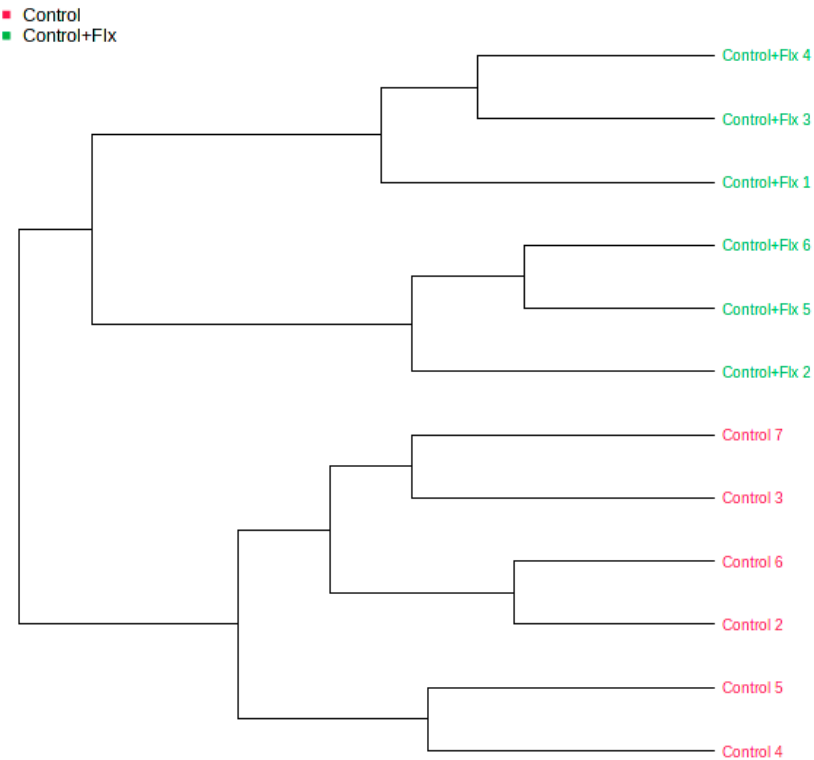 Control
Control+Flx
Control+Flx 4
Control+Flx 3
Control+Flx 1
Control+Flx 6
Control+Flx 5
Control+Flx 2
Control 7
Control 3
Control 6
Control 2
Control 5
Control 4